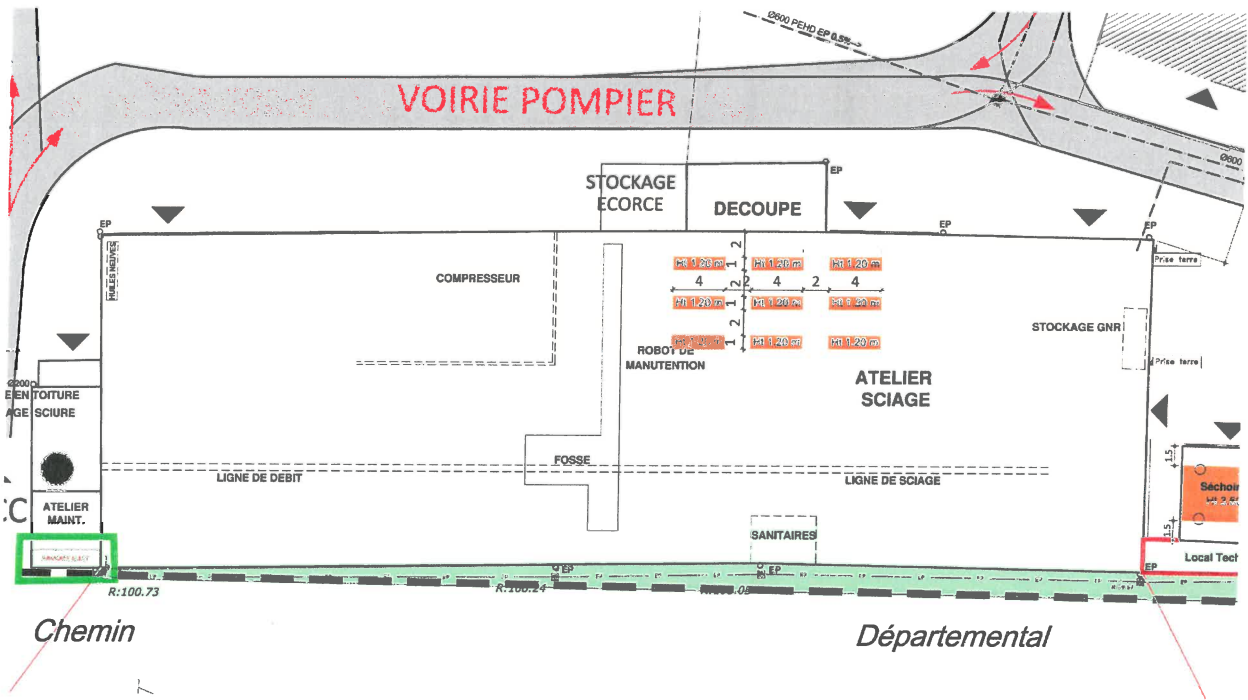 Ø600 PEHD EP 0.5%-->
VOIRIE POMPIER
Ø600
STOCKAGE
ECORCE
EP
DECOUPE
EP
EP
EP
HUILES NEUVES
COMPRESSEUR
2
Ht 1.20 m
1
Ht 1.20 m
Ht 1.20 m
4
2
2
4
2
4
Ht 1.20 m
1
Ht 1.20 m
Ht 1.20 m
2
1
Ht 1.20 m
Ht 1.20 m
Prise terre
STOCKAGE GNR
ROBOT DE
MANUTENTION
Prise terre
ATELIER
SCIAGE
Ø200
E EN TOITURE
AGE SCIURE
FOSSE
LIGNE DE DEBIT
LIGNE DE SCIAGE
1.5
Séchoir
1.5
ATELIER
MAINT.
SANITAIRES
Local Tech
EP
EP
EP
R:100.73
R:100.24
Chemin
Départemental